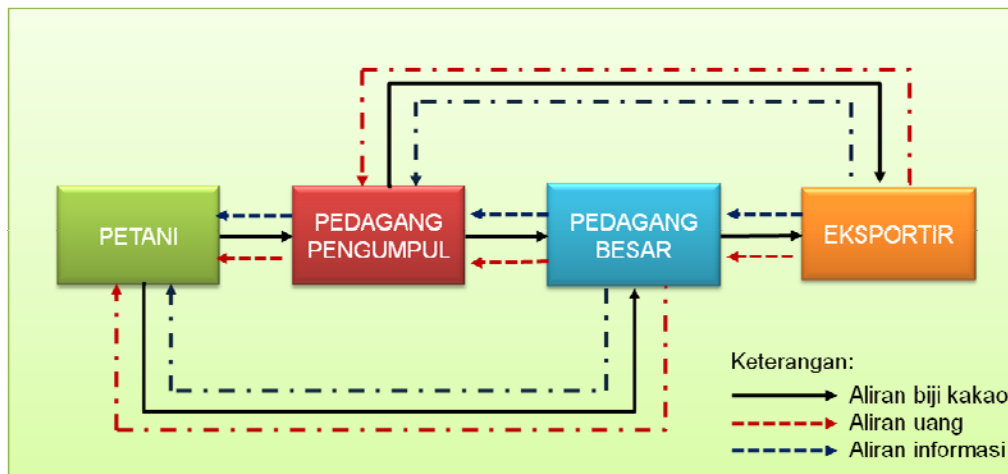 PETANI
PEDAGANG
PENGUMPUL
PEDAGANG
BESAR
EKSPORTIR
Keterangan:
Aliran biji kakao
Aliran uang
Aliran informasi